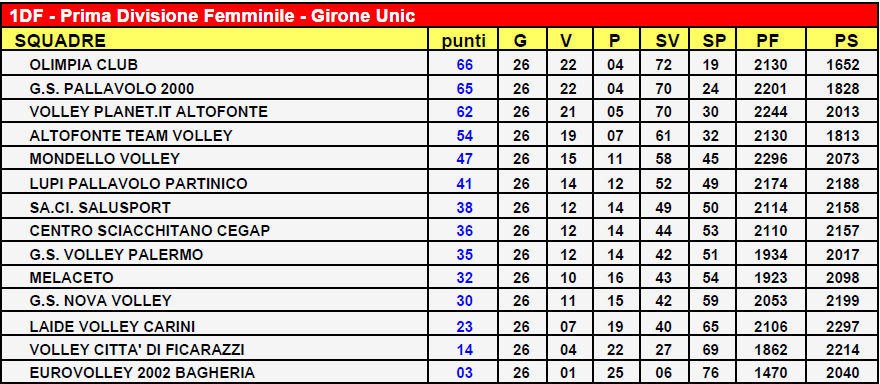 1DF - Prima Divisione Femminile - Girone Unic
SQUADRE punti G V P SV SP PF PS
OLIMPIA CLUB 66 26 22 04 72 19 2130 1652
G.S. PALLAVOLO 2000 65 26 22 04 70 24 2201 1828
VOLLEY PLANET.IT ALTOFONTE 62 26 21 05 70 30 2244 2013
ALTOFONTE TEAM VOLLEY 54 26 19 07 61 32 2130 1813
MONDELLO VOLLEY 47 26 15 11 58 45 2296 2073
LUPI PALLAVOLO PARTINICO 41 26 14 12 52 49 2174 2188
SA.CI. SALUSPORT 38 26 12 14 49 50 2114 2158
CENTRO SCIACCHITANO CEGAP 36 26 12 14 44 53 2110 2157
G.S. VOLLEY PALERMO 35 26 12 14 42 51 1934 2017
MELACETO 32 26 10 16 43 54 1923 2098
G.S. NOVA VOLLEY 30 26 11 15 42 59 2053 2199
LAIDE VOLLEY CARINI 23 26 07 19 40 65 2106 2297
VOLLEY CITTA' DI FICARAZZI 14 26 04 22 27 69 1862 2214
EUROVOLLEY 2002 BAGHERIA 03 26 01 25 06 76 1470 2040